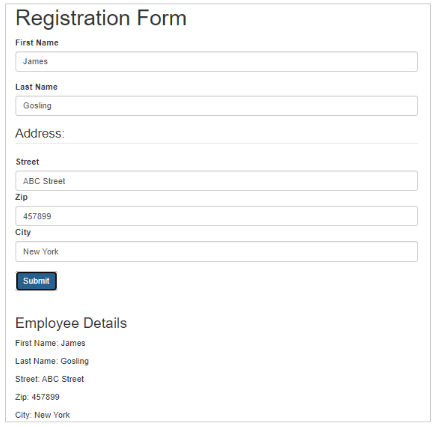 Registration Form
First Name
James
Last Name
Gosling
Address:
Street
ABC Street
Zip
457899
City
New York
Submit
Employee Details
First Name: James
Last Name: Gosling
Street: ABC Street
Zip: 457899
City: New York